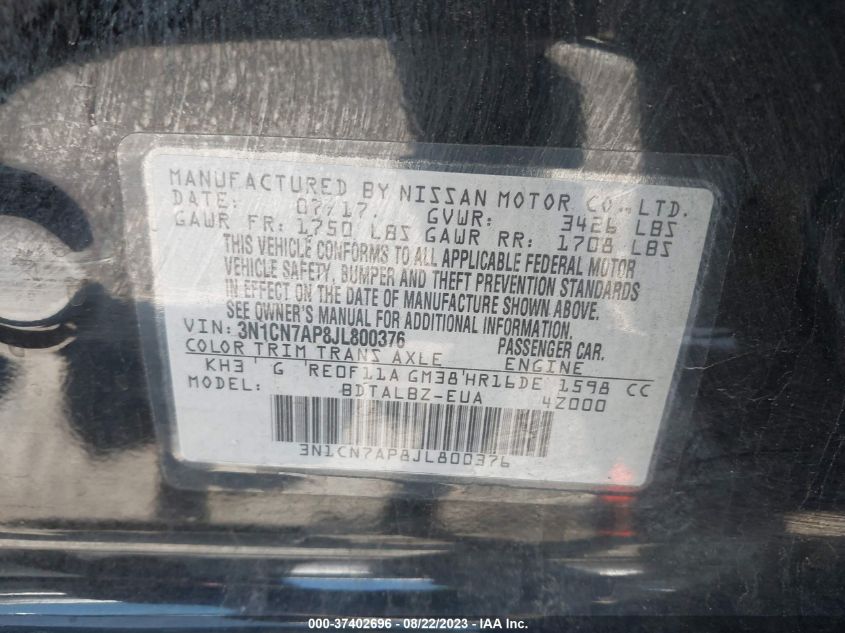 MANUFACTURED BY NISSAN MOTOR CO., LTD.
DATE: 07/17. GVWR: 3426 LBS
GAWR FR: 1750 LBS GAWR RR: 1708 LBS
THIS VEHICLE CONFORMS TO ALL APPLICABLE FEDERAL MOTOR
VEHICLE SAFETY, BUMPER AND THEFT PREVENTION STANDARDS
IN EFFECT ON THE DATE OF MANUFACTURE SHOWN ABOVE.
SEE OWNER'S MANUAL FOR ADDITIONAL INFORMATION.
VIN: 3N1CN7AP8JL800376 PASSENGER CAR.
COLOR TRIM TRANS AXLE ENGINE
KH3 ' G 'RE0F11A GM38'HR16DE 1598 CC
MODEL: BDTALBZ-EUA 4Z000
3N1CN7AP8JL800376
000-37402696 - 08/22/2023 - IAA Inc.